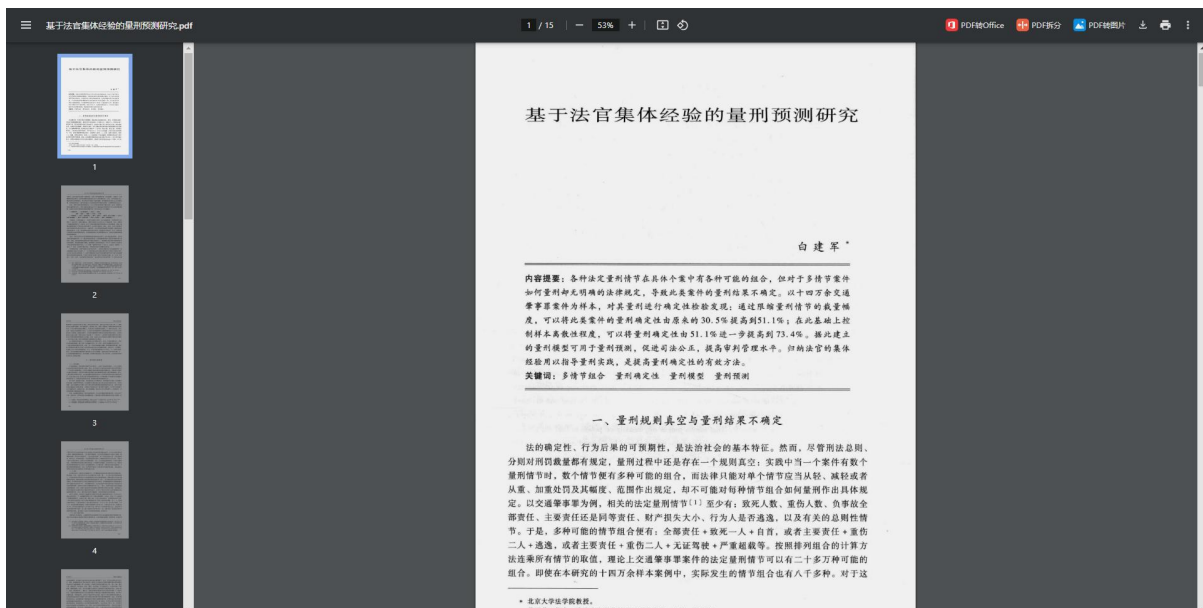 基于法官集体经验的量刑预测研究.pdf
1 / 15
53%
PDF转Office
PDF拆分
PDF转图片
1
2
3
4
基于法官集体经验的量刑预测研究
白建军*
内容提要：各种法定量刑情节在具体个案中有各种可能的组合，但对于多情节案件
如何量刑却无明确的法律规定，导致此类案件的量刑结果不确定。以十四万余交通
肇事罪案件为样本，对其量刑进行确定性检验发现：通过限缩量刑情节的裁量幅
度，可以将此类案件的量刑确定性由原来的30.5%提高到51.1%；在此基础上控
制样本离散性程度，可以将量刑确定性由51.1%进一步提高到73.4%。据此建立
的量刑模型可用于量刑预测，促进司法公正，提高审判管理水平。归纳法官的集体
经验用以指导量刑实践，是提高量刑确定性的有效方法。
关键词：多情节组合 量刑确定性 量刑模型 量刑预测
一、量刑规则真空与量刑结果不确定
法的确定性、行为后果的可预期性，是法治社会的基本特征。然而，尽管刑法总则、
分则对刑罚裁量都有规定，量刑过程中还是存在一个规则真空：实践中当一个案件有数个
量刑情节时，数个情节便有多种可能的组合，而法律只能对单个情节应当从轻、减轻或者
从重、加重处罚及其幅度、范围作出规定，却不可能对每种情节组合如何量刑作出具体规
定。以交通肇事罪为例，相关的法定量刑情节[1]至少有：致死人数、重伤人数、负事故全
部责任、主要责任还是同等责任、财产损失大小、行为人是否逃逸，以及有关的总则性情
节。于是，多种可能的情节组合便有：全部责任+致死一人+自首，或者主要责任+重伤
二人+逃逸，或者主要责任+重伤二人+无证驾驶+严重超载等。按照排列组合的计算方
法连乘所有情节的取值，理论上交通肇事罪案件的法定量刑情节可以有二十多万种可能的
组合。即使在本研究的十四万余样本案例中，实际发生的情节组合也有八千多种。对于这
* 北京大学法学院教授。